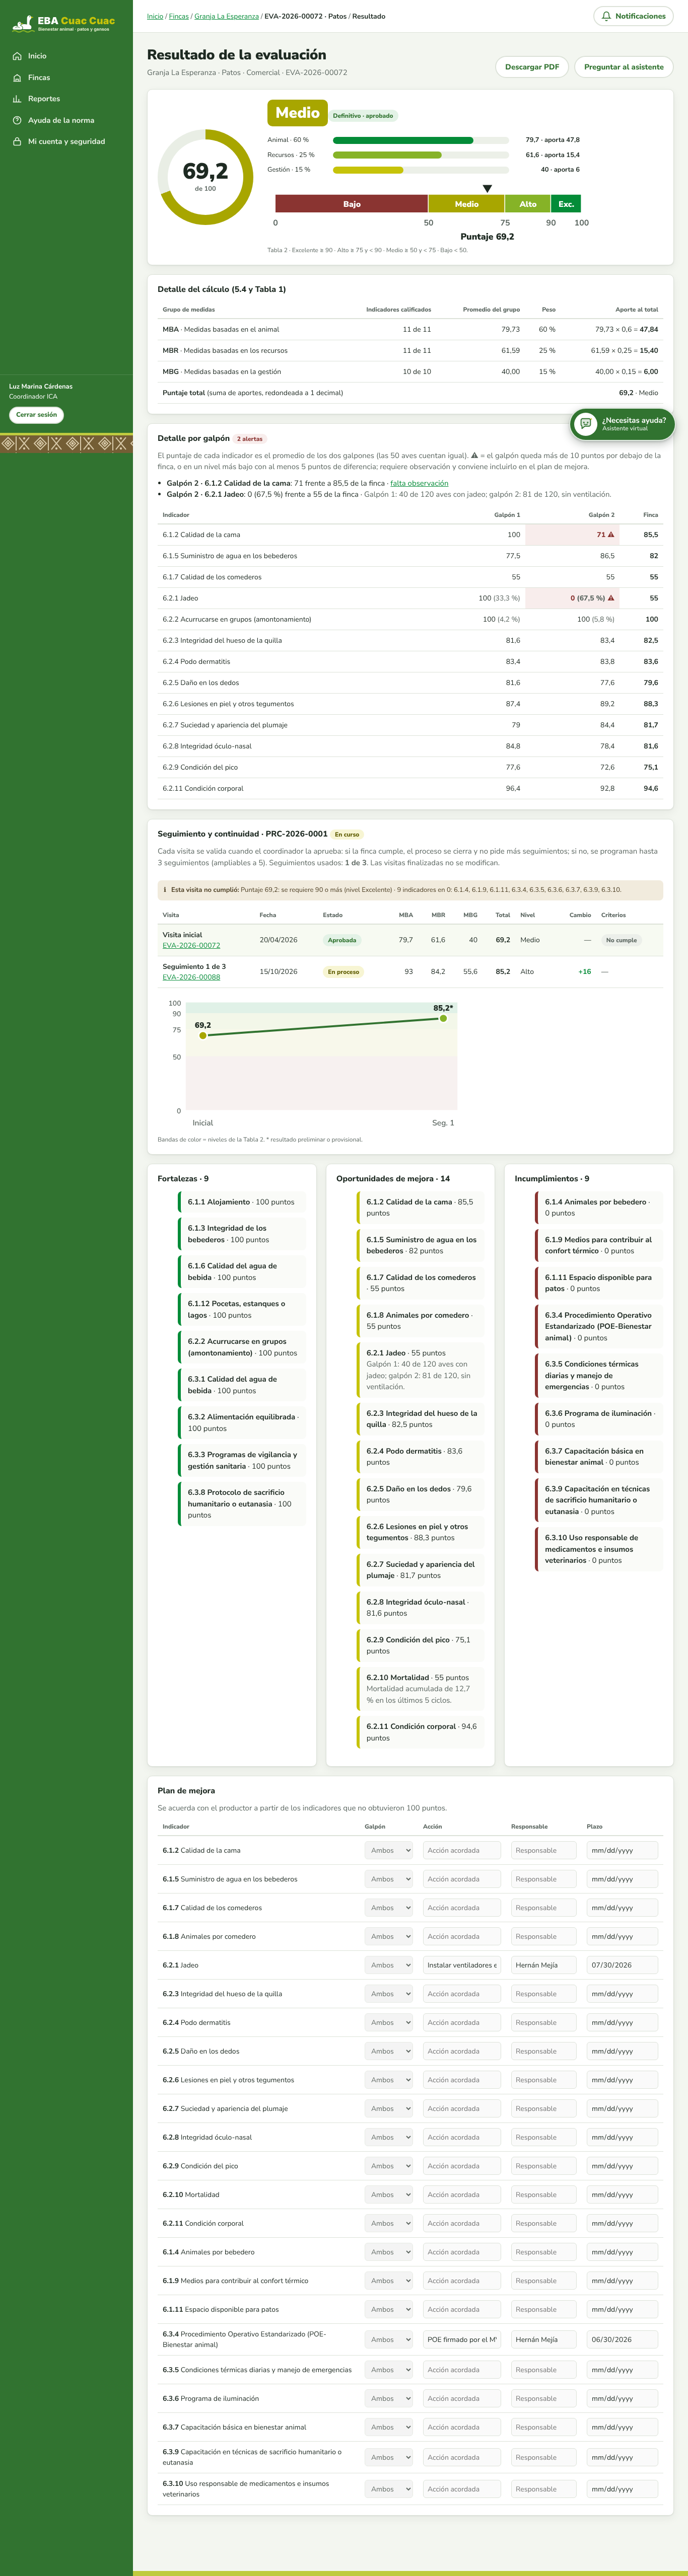 EBA Cuac Cuac
Bienestar animal · patos y gansos
Inicio
Fincas
Reportes
Ayuda de la norma
Mi cuenta y seguridad
Luz Marina Cárdenas
Coordinador ICA
Cerrar sesión
Inicio / Fincas / Granja La Esperanza / EVA-2026-00072 · Patos / Resultado
Notificaciones
Resultado de la evaluación
Granja La Esperanza · Patos · Comercial · EVA-2026-00072
Descargar PDF
Preguntar al asistente
69,2
de 100
Medio
Definitivo · aprobado
Animal · 60 %
79,7 · aporta 47,8
Recursos · 25 %
61,6 · aporta 15,4
Gestión · 15 %
40 · aporta 6
Bajo Medio Alto Exc.
0 50 75 90 100
Puntaje 69,2
Tabla 2 · Excelente ≥ 90 · Alto ≥ 75 y < 90 · Medio ≥ 50 y < 75 · Bajo < 50.
Detalle del cálculo (5.4 y Tabla 1)
Grupo de medidas Indicadores calificados Promedio del grupo Peso Aporte al total
MBA · Medidas basadas en el animal 11 de 11 79,73 60 % 79,73 × 0,6 = 47,84
MBR · Medidas basadas en los recursos 11 de 11 61,59 25 % 61,59 × 0,25 = 15,40
MBG · Medidas basadas en la gestión 10 de 10 40,00 15 % 40,00 × 0,15 = 6,00
Puntaje total (suma de aportes, redondeada a 1 decimal) 69,2 · Medio
¿Necesitas ayuda?
Asistente virtual
Detalle por galpón 2 alertas
El puntaje de cada indicador es el promedio de los dos galpones (las 50 aves cuentan igual). ⚠ = el galpón queda más de 10 puntos por debajo de la
finca, o en un nivel más bajo con al menos 5 puntos de diferencia; requiere observación y conviene incluirlo en el plan de mejora.
• Galpón 2 · 6.1.2 Calidad de la cama: 71 frente a 85,5 de la finca · falta observación
• Galpón 2 · 6.2.1 Jadeo: 0 (67,5 %) frente a 55 de la finca · Galpón 1: 40 de 120 aves con jadeo; galpón 2: 81 de 120, sin ventilación.
Indicador Galpón 1 Galpón 2 Finca
6.1.2 Calidad de la cama 100 71 ⚠ 85,5
6.1.5 Suministro de agua en los bebederos 77,5 86,5 82
6.1.7 Calidad de los comederos 55 55 55
6.2.1 Jadeo 100 (33,3 %) 0 (67,5 %) ⚠ 55
6.2.2 Acurrucarse en grupos (amontonamiento) 100 (4,2 %) 100 (5,8 %) 100
6.2.3 Integridad del hueso de la quilla 81,6 83,4 82,5
6.2.4 Podo dermatitis 83,4 83,8 83,6
6.2.5 Daño en los dedos 81,6 77,6 79,6
6.2.6 Lesiones en piel y otros tegumentos 87,4 89,2 88,3
6.2.7 Suciedad y apariencia del plumaje 79 84,4 81,7
6.2.8 Integridad óculo-nasal 84,8 78,4 81,6
6.2.9 Condición del pico 77,6 72,6 75,1
6.2.11 Condición corporal 96,4 92,8 94,6
Seguimiento y continuidad · PRC-2026-0001 En curso
Cada visita se valida cuando el coordinador la aprueba: si la finca cumple, el proceso se cierra y no pide más seguimientos; si no, se programan hasta
3 seguimientos (ampliables a 5). Seguimientos usados: 1 de 3. Las visitas finalizadas no se modifican.
Esta visita no cumplió: Puntaje 69,2: se requiere 90 o más (nivel Excelente) · 9 indicadores en 0: 6.1.4, 6.1.9, 6.1.11, 6.3.4, 6.3.5, 6.3.6, 6.3.7, 6.3.9, 6.3.10.
Visita Fecha Estado MBA MBR MBG Total Nivel Cambio Criterios
Visita inicial
EVA-2026-00072 20/04/2026 Aprobada 79,7 61,6 40 69,2 Medio — No cumple
Seguimiento 1 de 3
EVA-2026-00088 15/10/2026 En proceso 93 84,2 55,6 85,2 Alto +16 —
100
90
75
50
0
69,2
85,2*
Inicial Seg. 1
Bandas de color = niveles de la Tabla 2. * resultado preliminar o provisional.
Fortalezas · 9
6.1.1 Alojamiento · 100 puntos
6.1.3 Integridad de los
bebederos · 100 puntos
6.1.6 Calidad del agua de
bebida · 100 puntos
6.1.12 Pocetas, estanques o
lagos · 100 puntos
6.2.2 Acurrucarse en grupos
(amontonamiento) · 100 puntos
6.3.1 Calidad del agua de
bebida · 100 puntos
6.3.2 Alimentación equilibrada ·
100 puntos
6.3.3 Programas de vigilancia y
gestión sanitaria · 100 puntos
6.3.8 Protocolo de sacrificio
humanitario o eutanasia · 100
puntos
Oportunidades de mejora · 14
6.1.2 Calidad de la cama · 85,5
puntos
6.1.5 Suministro de agua en los
bebederos · 82 puntos
6.1.7 Calidad de los comederos
· 55 puntos
6.1.8 Animales por comedero ·
55 puntos
6.2.1 Jadeo · 55 puntos
Galpón 1: 40 de 120 aves con
jadeo; galpón 2: 81 de 120, sin
ventilación.
6.2.3 Integridad del hueso de la
quilla · 82,5 puntos
6.2.4 Podo dermatitis · 83,6
puntos
6.2.5 Daño en los dedos · 79,6
puntos
6.2.6 Lesiones en piel y otros
tegumentos · 88,3 puntos
6.2.7 Suciedad y apariencia del
plumaje · 81,7 puntos
6.2.8 Integridad óculo-nasal ·
81,6 puntos
6.2.9 Condición del pico · 75,1
puntos
6.2.10 Mortalidad · 55 puntos
Mortalidad acumulada de 12,7
% en los últimos 5 ciclos.
6.2.11 Condición corporal · 94,6
puntos
Incumplimientos · 9
6.1.4 Animales por bebedero ·
0 puntos
6.1.9 Medios para contribuir al
confort térmico · 0 puntos
6.1.11 Espacio disponible para
patos · 0 puntos
6.3.4 Procedimiento Operativo
Estandarizado (POE-Bienestar
animal) · 0 puntos
6.3.5 Condiciones térmicas
diarias y manejo de
emergencias · 0 puntos
6.3.6 Programa de iluminación ·
0 puntos
6.3.7 Capacitación básica en
bienestar animal · 0 puntos
6.3.9 Capacitación en técnicas
de sacrificio humanitario o
eutanasia · 0 puntos
6.3.10 Uso responsable de
medicamentos e insumos
veterinarios · 0 puntos
Plan de mejora
Se acuerda con el productor a partir de los indicadores que no obtuvieron 100 puntos.
Indicador Galpón Acción Responsable Plazo
6.1.2 Calidad de la cama Ambos Acción acordada Responsable mm/dd/yyyy
6.1.5 Suministro de agua en los bebederos Ambos Acción acordada Responsable mm/dd/yyyy
6.1.7 Calidad de los comederos Ambos Acción acordada Responsable mm/dd/yyyy
6.1.8 Animales por comedero Ambos Acción acordada Responsable mm/dd/yyyy
6.2.1 Jadeo Ambos Instalar ventiladores e Hernán Mejía 07/30/2026
6.2.3 Integridad del hueso de la quilla Ambos Acción acordada Responsable mm/dd/yyyy
6.2.4 Podo dermatitis Ambos Acción acordada Responsable mm/dd/yyyy
6.2.5 Daño en los dedos Ambos Acción acordada Responsable mm/dd/yyyy
6.2.6 Lesiones en piel y otros tegumentos Ambos Acción acordada Responsable mm/dd/yyyy
6.2.7 Suciedad y apariencia del plumaje Ambos Acción acordada Responsable mm/dd/yyyy
6.2.8 Integridad óculo-nasal Ambos Acción acordada Responsable mm/dd/yyyy
6.2.9 Condición del pico Ambos Acción acordada Responsable mm/dd/yyyy
6.2.10 Mortalidad Ambos Acción acordada Responsable mm/dd/yyyy
6.2.11 Condición corporal Ambos Acción acordada Responsable mm/dd/yyyy
6.1.4 Animales por bebedero Ambos Acción acordada Responsable mm/dd/yyyy
6.1.9 Medios para contribuir al confort térmico Ambos Acción acordada Responsable mm/dd/yyyy
6.1.11 Espacio disponible para patos Ambos Acción acordada Responsable mm/dd/yyyy
6.3.4 Procedimiento Operativo Estandarizado (POE-
Bienestar animal) Ambos POE firmado por el M Hernán Mejía 06/30/2026
6.3.5 Condiciones térmicas diarias y manejo de emergencias Ambos Acción acordada Responsable mm/dd/yyyy
6.3.6 Programa de iluminación Ambos Acción acordada Responsable mm/dd/yyyy
6.3.7 Capacitación básica en bienestar animal Ambos Acción acordada Responsable mm/dd/yyyy
6.3.9 Capacitación en técnicas de sacrificio humanitario o
eutanasia Ambos Acción acordada Responsable mm/dd/yyyy
6.3.10 Uso responsable de medicamentos e insumos
veterinarios Ambos Acción acordada Responsable mm/dd/yyyy